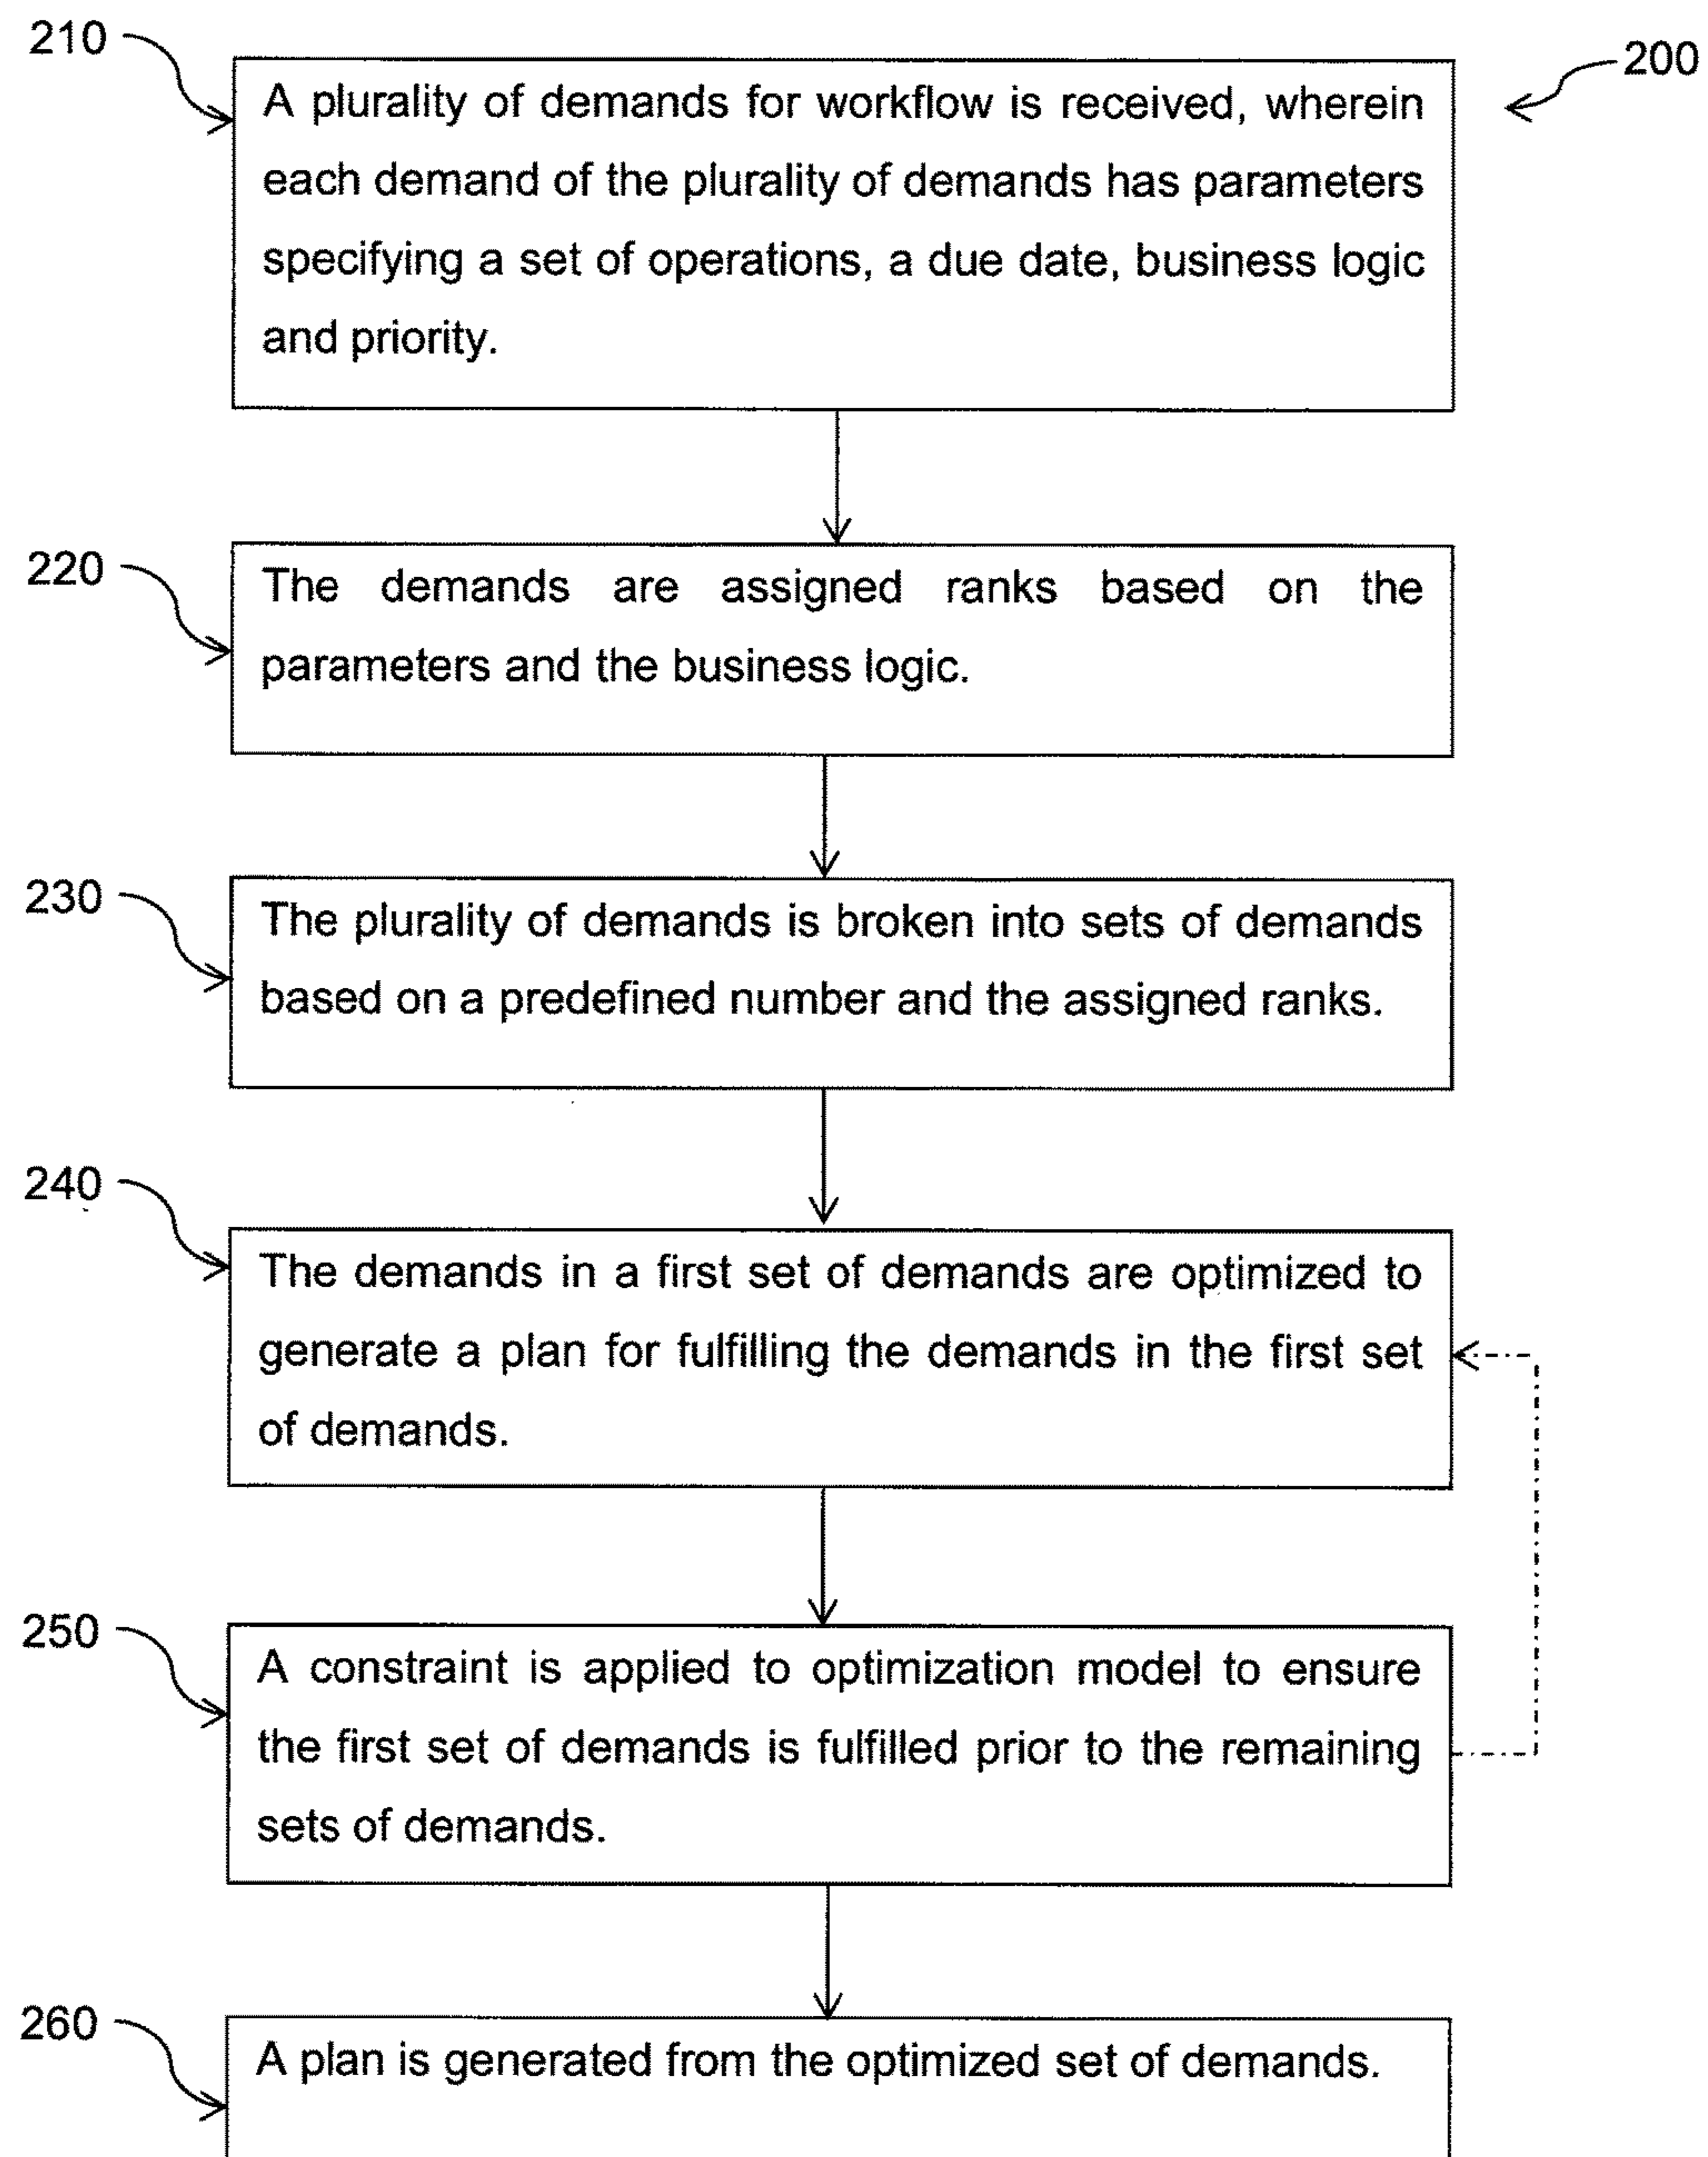 210
200
A plurality of demands for workflow is received, wherein
each demand of the plurality of demands has parameters
specifying a set of operations, a due date, business logic
and priority.
220
The demands are assigned ranks based on the
parameters and the business logic.
230
The plurality of demands is broken into sets of demands
based on a predefined number and the assigned ranks.
240
The demands in a first set of demands are optimized to
generate a plan for fulfilling the demands in the first set
of demands.
250
A constraint is applied to optimization model to ensure
the first set of demands is fulfilled prior to the remaining
sets of demands.
260
A plan is generated from the optimized set of demands.